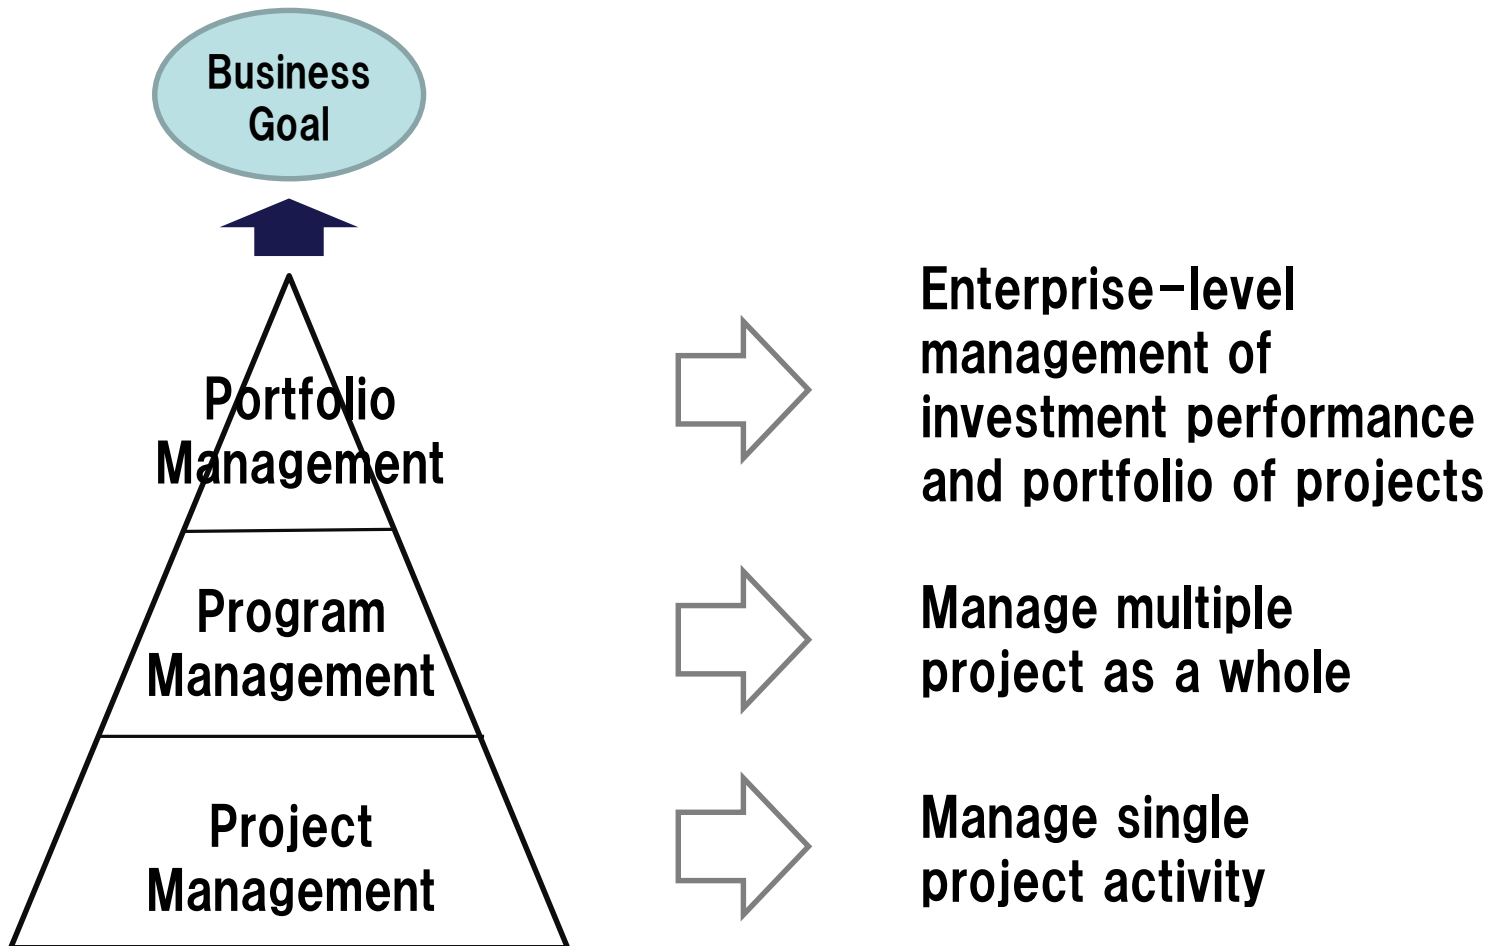 Business
Goal
Portfolio
Management
Enterprise-level
management of
investment performance
and portfolio of projects
Program
Management
Manage multiple
project as a whole
Project
Management
Manage single
project activity